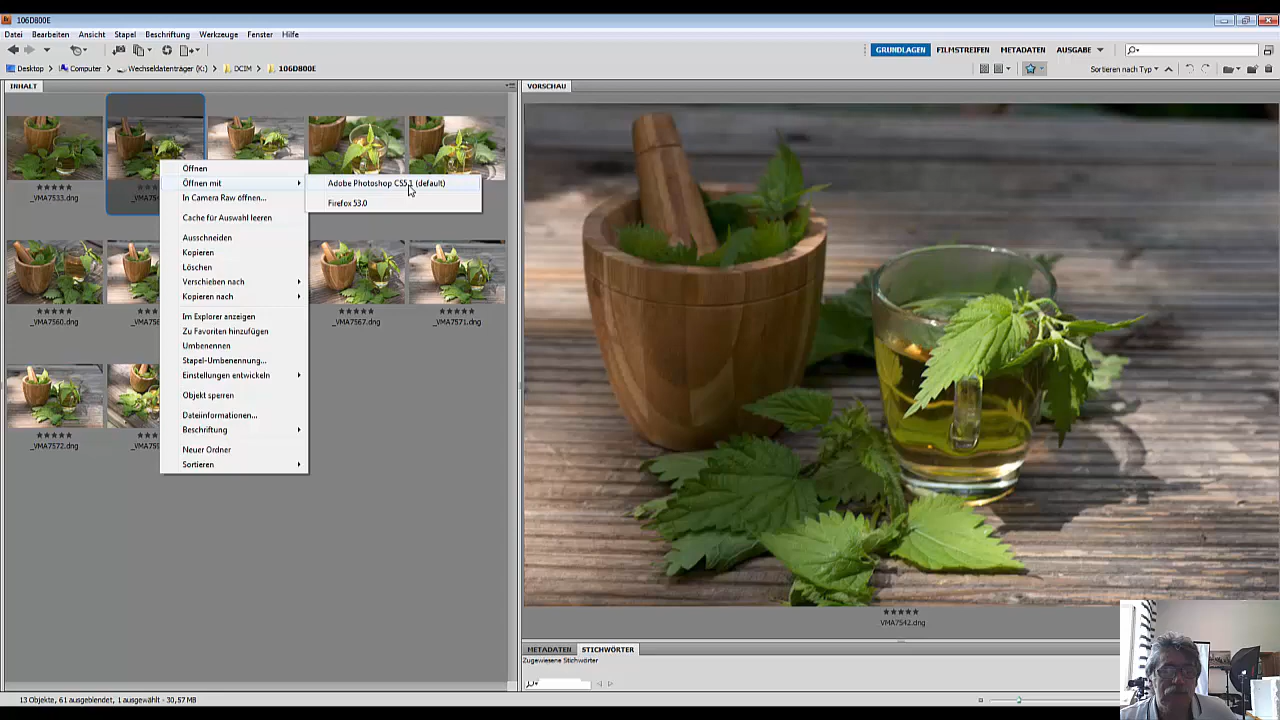 106D800E
Datei Bearbeiten Ansicht Stapel Beschriftung Werkzeuge Fenster Hilfe
GRUNDLAGEN FILMSTREIFEN METADATEN AUSGABE
Desktop Computer Wechseldatenträger (K:) DCIM 106D800E
Sortieren nach Typ
INHALT
VORSCHAU
_VMA7533.dng
Öffnen
Öffnen mit
In Camera Raw öffnen...
Cache für Auswahl leeren
Ausschneiden
Kopieren
Löschen
Verschieben nach
Kopieren nach
Im Explorer anzeigen
Zu Favoriten hinzufügen
Umbenennen
Stapel-Umbenennung...
Einstellungen entwickeln
Objekt sperren
Dateiinformationen...
Beschriftung
Neuer Ordner
Sortieren
Adobe Photoshop CS5.1 (default)
Firefox 53.0
_VMA7560.dng
_VMA7567.dng
_VMA7571.dng
_VMA7572.dng
_VMA7542.dng
METADATEN STICHWÖRTER
Zugewiesene Stichwörter
13 Objekte, 61 ausgeblendet, 1 ausgewählt - 30,57 MB